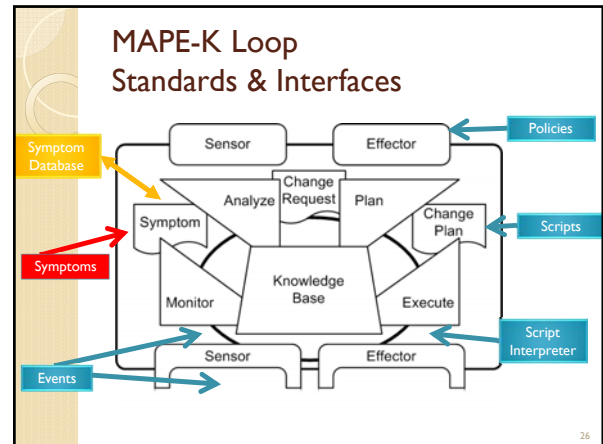 MAPE-K Loop
Standards & Interfaces
Sensor
Effector
Policies
Symptom
Database
Analyze
Change
Request
Plan
Symptom
Change
Plan
Scripts
Symptoms
Knowledge
Base
Monitor
Execute
Script
Interpreter
Sensor
Effector
Events
26